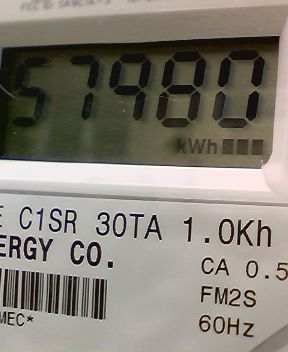 57980
kWh
E C1SR 30TA 1.0Kh
ERGY CO.
CA 0.5
FM2S
MEC*
60Hz